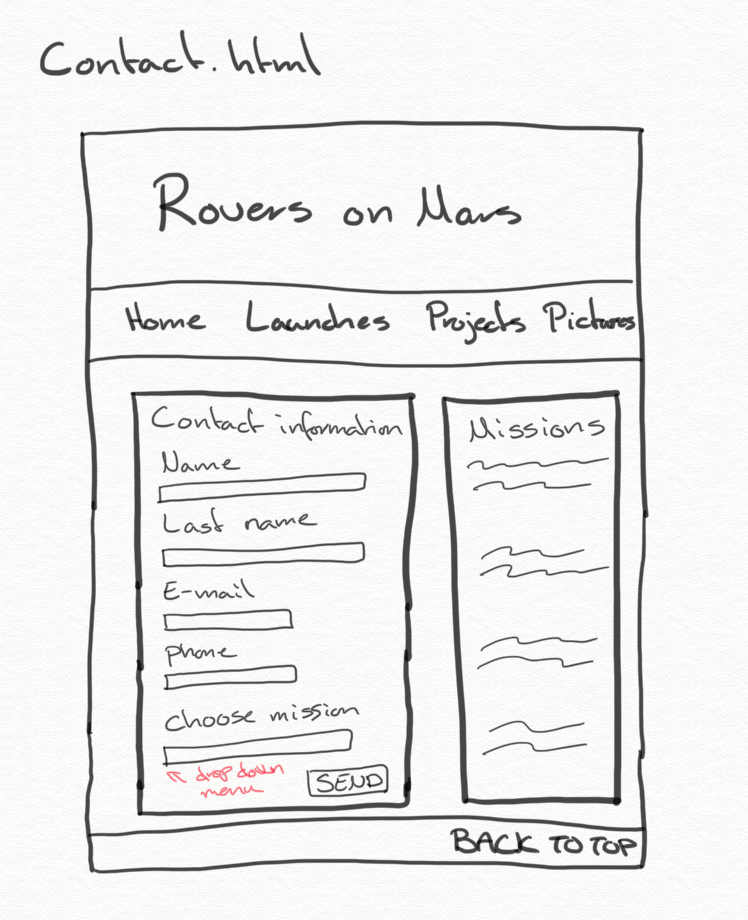 Contact.html
Rovers on Mars
Home Launches Projects Pictures
Contact information
Name
Last name
E-mail
phone
choose mission
drop down
menu
SEND
Missions
BACK TO TOP